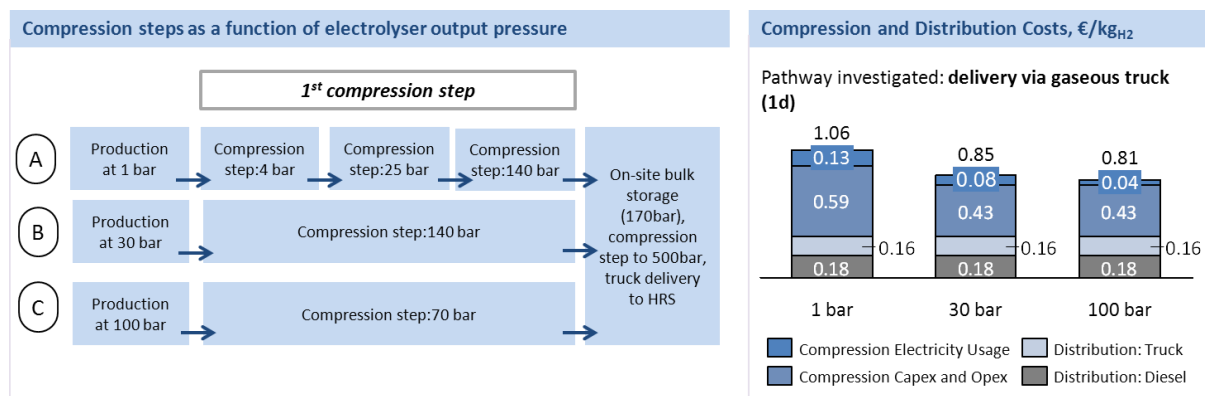 Compression steps as a function of electrolyser output pressure
1st compression step
A
Production
at 1 bar
Compression
step:4 bar
Compression
step:25 bar
Compression
step:140 bar
B
Production
at 30 bar
Compression step:140 bar
C
Production
at 100 bar
Compression step:70 bar
On-site bulk
storage
(170bar),
compression
step to 500bar,
truck delivery
to HRS
Compression and Distribution Costs, €/kgH2
Pathway investigated: delivery via gaseous truck
(1d)
1.06
0.13
0.59
0.16
0.18
1 bar
0.85
0.08
0.43
0.16
0.18
30 bar
0.81
0.04
0.43
0.16
0.18
100 bar
Compression Electricity Usage
Distribution: Truck
Compression Capex and Opex
Distribution: Diesel